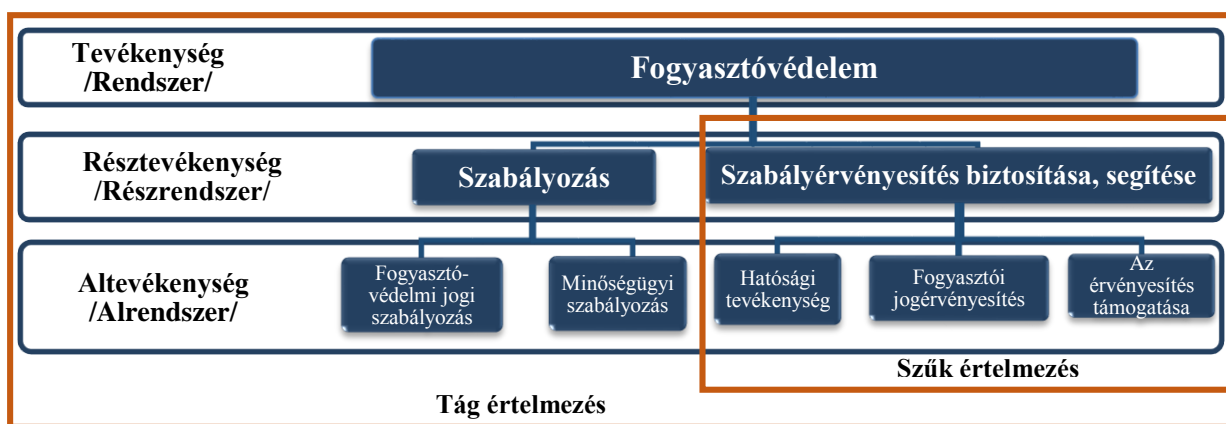 Tevékenység
/Rendszer/
Fogyasztóvédelem
Résztevékenység
/Részrendszer/
Szabályozás
Szabályérvényesítés biztosítása, segítése
Altevékenység
/Alrendszer/
Fogyasztó-
védelmi jogi
szabályozás
Minőségügyi
szabályozás
Hatósági
tevékenység
Fogyasztói
jogérvényesítés
Az
érvényesítés
támogatása
Szűk értelmezés
Tág értelmezés